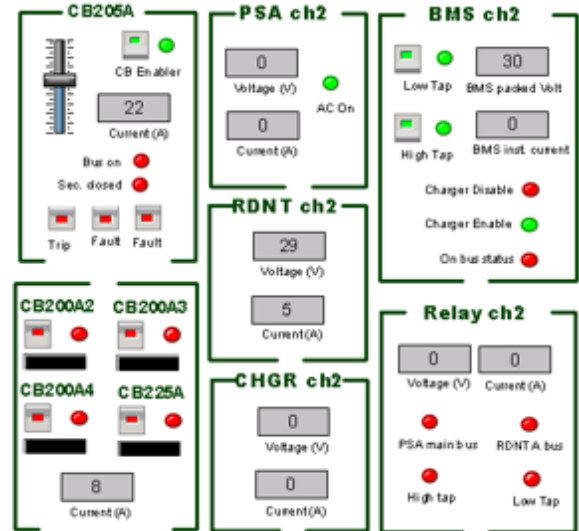 CB205A
CB Enabler
22
Current (A)
Bus on
Sec. closed
Trip Fault Fault
PSA ch2
0
Voltage (V)
AC On
0
Current (A)
BMS ch2
30
Low Tap BMS packed Volt
0
High Tap BMS inst. current
Charger Disable
Charger Enable
On bus status
RDNT ch2
29
Voltage (V)
5
Current (A)
CB200A2 CB200A3
CB200A4 CB225A
8
Current (A)
CHGR ch2
0
Voltage (V)
0
Current (A)
Relay ch2
0 0
Voltage (V) Current (A)
PSA main bus RDNTA bus
High tap Low Tap